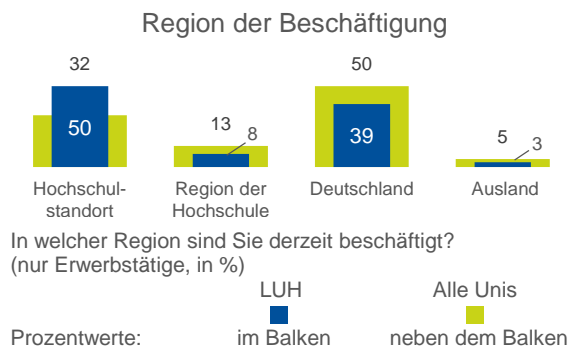 Region der Beschäftigung
32
50
13
8
50
39
5
3
Hochschul-
standort
Region der
Hochschule
Deutschland
Ausland
In welcher Region sind Sie derzeit beschäftigt?
(nur Erwerbstätige, in %)
LUH Alle Unis
Prozentwerte: im Balken neben dem Balken